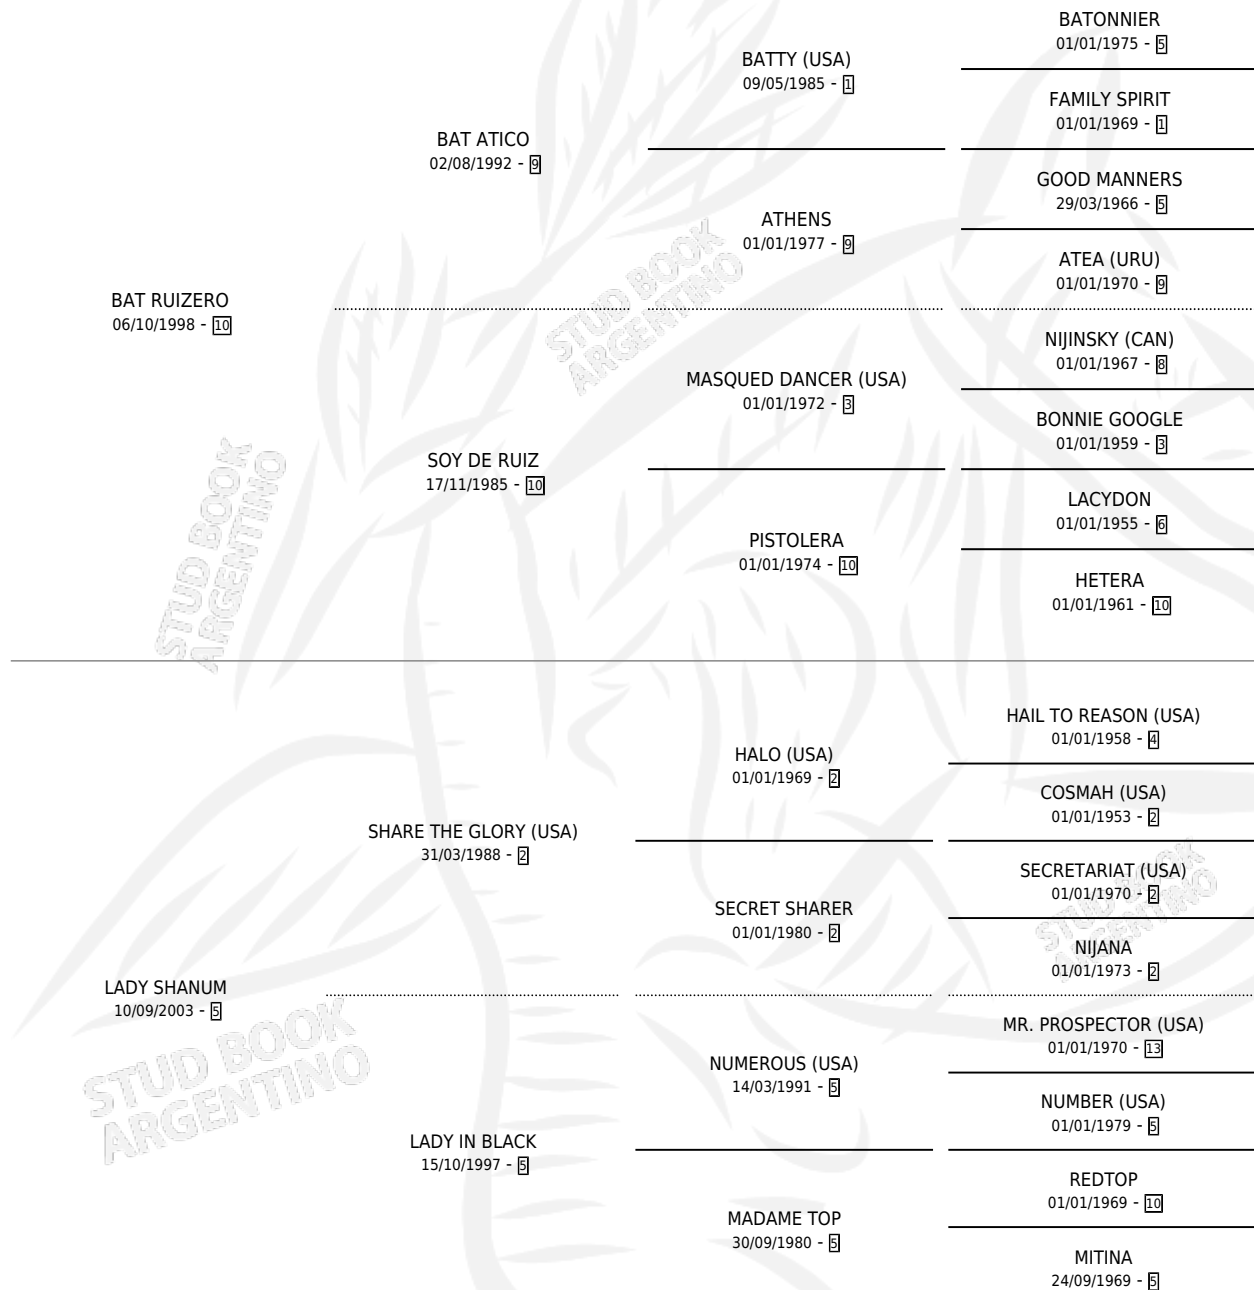 BATONNIER
01/01/1975 - 5
BATTY (USA)
09/05/1985 - 1
FAMILY SPIRIT
01/01/1969 - 1
BAT ATICO
02/08/1992 - 9
GOOD MANNERS
29/03/1966 - 5
ATHENS
01/01/1977 - 9
ATEA (URU)
01/01/1970 - 9
BAT RUIZERO
06/10/1998 - 10
NIJINSKY (CAN)
01/01/1967 - 8
MASQUED DANCER (USA)
01/01/1972 - 3
BONNIE GOOGLE
01/01/1959 - 3
SOY DE RUIZ
17/11/1985 - 10
LACYDON
01/01/1955 - 6
PISTOLERA
01/01/1974 - 10
HETERA
01/01/1961 - 10
HAIL TO REASON (USA)
01/01/1958 - 4
HALO (USA)
01/01/1969 - 2
COSMAH (USA)
01/01/1953 - 2
SHARE THE GLORY (USA)
31/03/1988 - 2
SECRETARIAT (USA)
01/01/1970 - 2
SECRET SHARER
01/01/1980 - 2
NIJANA
01/01/1973 - 2
LADY SHANUM
10/09/2003 - 5
MR. PROSPECTOR (USA)
01/01/1970 - 13
NUMEROUS (USA)
14/03/1991 - 5
NUMBER (USA)
01/01/1979 - 5
LADY IN BLACK
15/10/1997 - 5
REDTOP
01/01/1969 - 10
MADAME TOP
30/09/1980 - 5
MITINA
24/09/1969 - 5
STUD BOOK
ARGENTINO
STUD BOOK
ARGENTINO
STUD BOOK
ARGENTINO
STUD BOOK
ARGENTINO